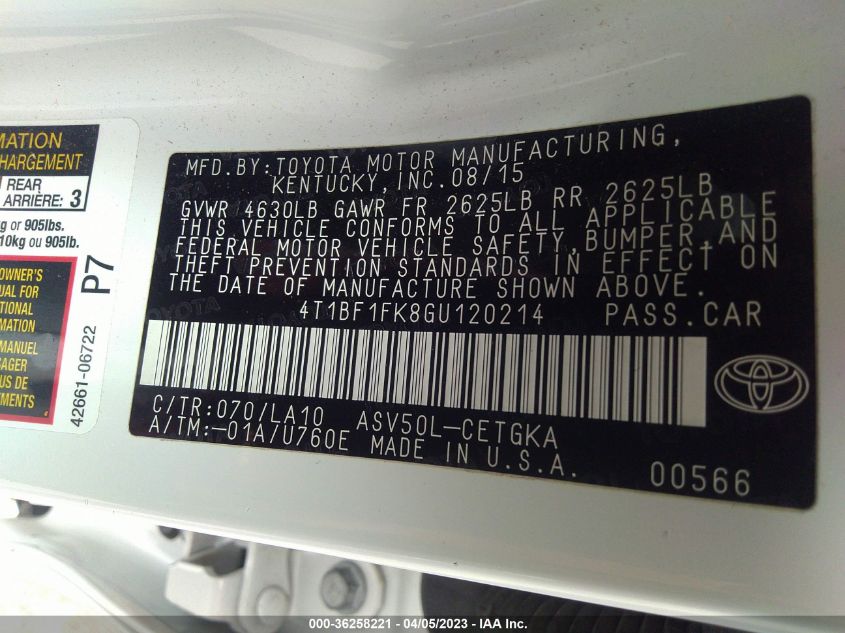 MFD.BY:TOYOTA MOTOR MANUFACTURING,
KENTUCKY, INC. 08/15
GVWR 4630LB GAWR FR 2625LB RR 2625LB
THIS VEHICLE CONFORMS TO ALL APPLICABLE
FEDERAL MOTOR VEHICLE SAFETY, BUMPER, AND
THEFT PREVENTION STANDARDS IN EFFECT ON
THE DATE OF MANUFACTURE SHOWN ABOVE.
4T1BF1FK8GU120214 PASS.CAR
C/TR:070/LA10 ASV50L-CETGKA
A/TM:-01A/U760E MADE IN U.S.A.
00566
MATION
HARGEMENT
REAR
ARRIÈRE: 3
g or 905lbs.
10kg ou 905lb.
OWNER'S
UAL FOR
TIONAL
RMATION
MANUEL
SAGER
US DE
EMENTS
P7
42661-06722
000-36258221 - 04/05/2023 - IAA Inc.